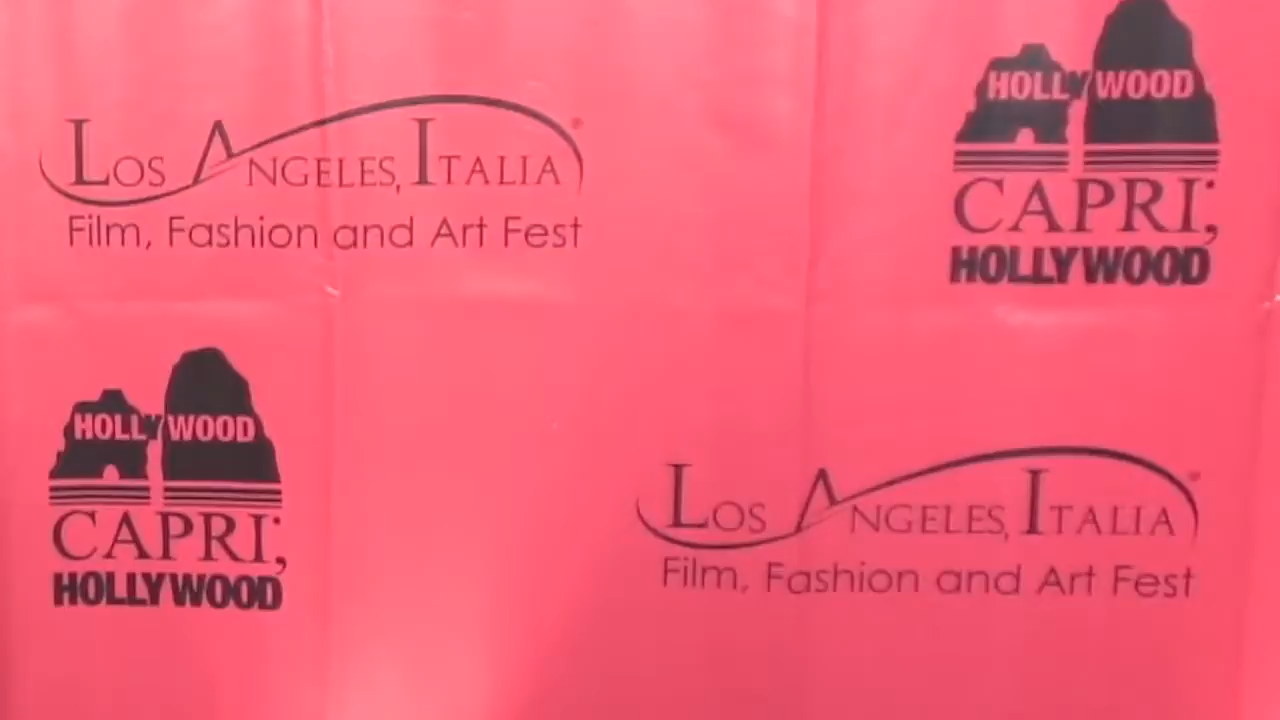 LOS ANGELES, ITALIA
Film, Fashion and Art Fest
HOLLYWOOD
CAPRI,
HOLLYWOOD
HOLLYWOOD
CAPRI,
HOLLYWOOD
LOS ANGELES, ITALIA
Film, Fashion and Art Fest